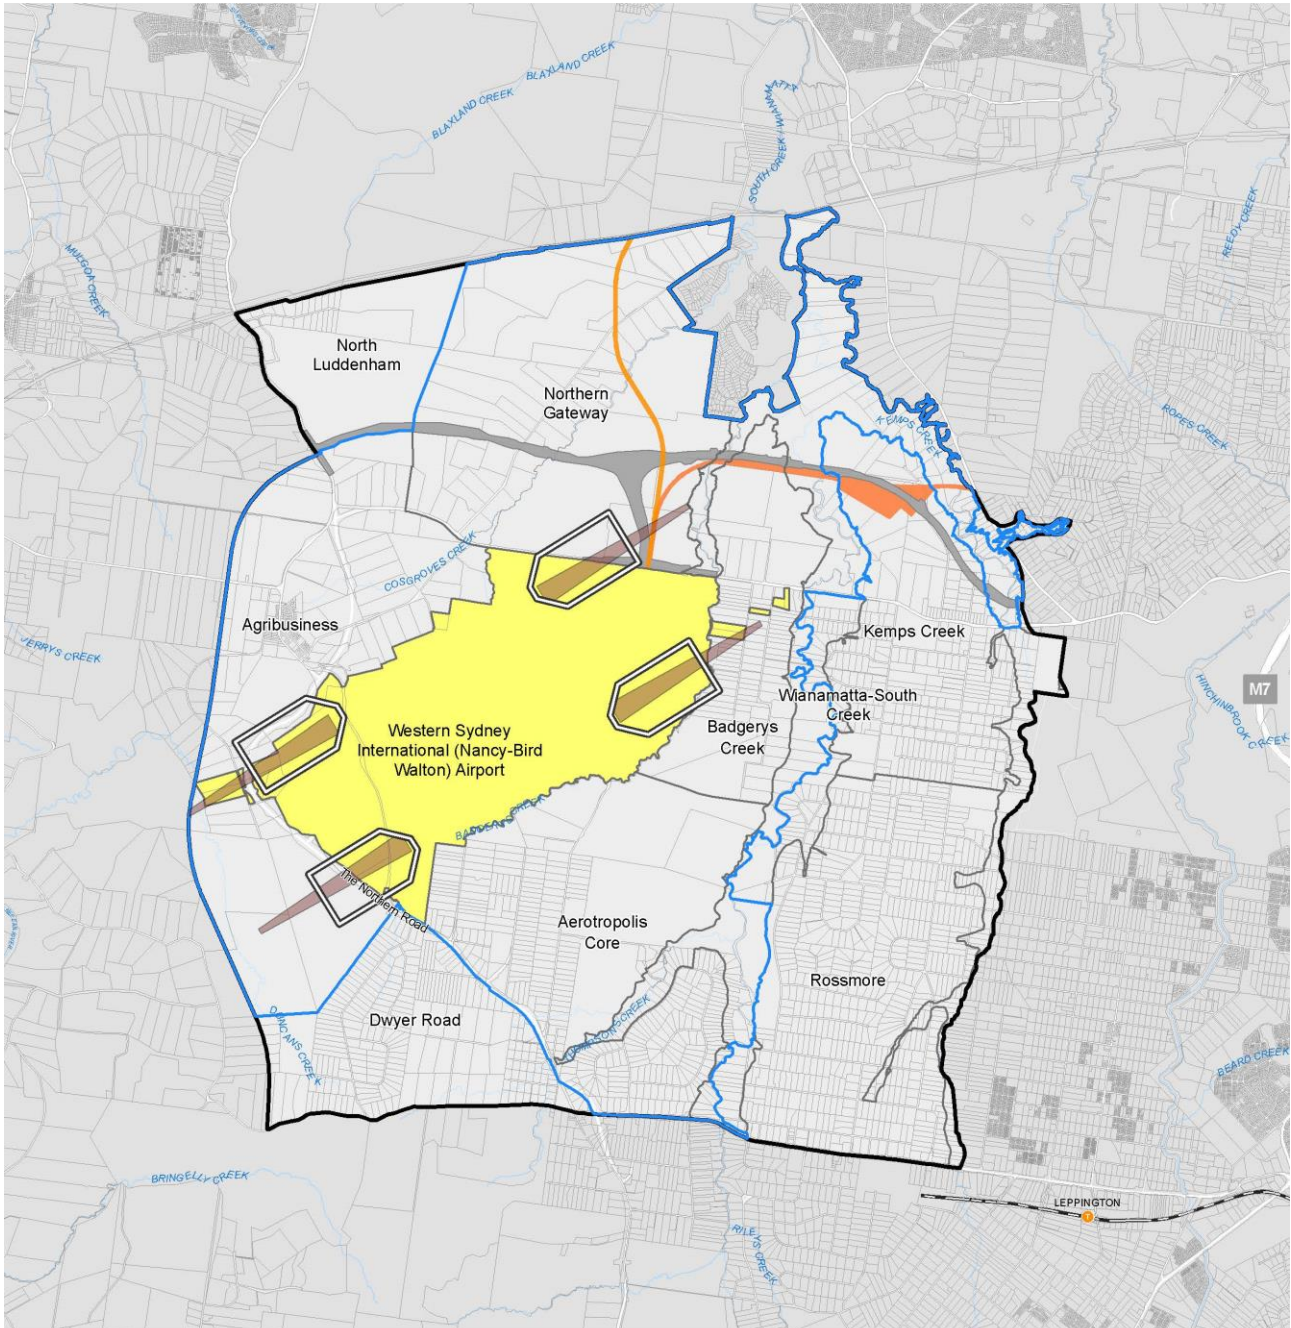 BLAXLAND CREEK
BLAXLAND CREEK
SOUTH CREEK / WIANAMATTA
REEDY CREEK
MULGOA CREEK
North
Luddenham
Northern
Gateway
KEMPS CREEK
ROPES CREEK
COSGROVES CREEK
Agribusiness
JERRYS CREEK
Kemps Creek
HINCHINBROOK CREEK
M7
Wianamatta-South
Creek
Western Sydney
International (Nancy-Bird
Walton) Airport
Badgerys
Creek
The Northern Road
Aerotropolis
Core
Rossmore
Dwyer Road
DUNCANS CREEK
THOMPSONS CREEK
BEARD CREEK
BRINGELLY CREEK
LEPPINGTON
T
RILEYS CREEK